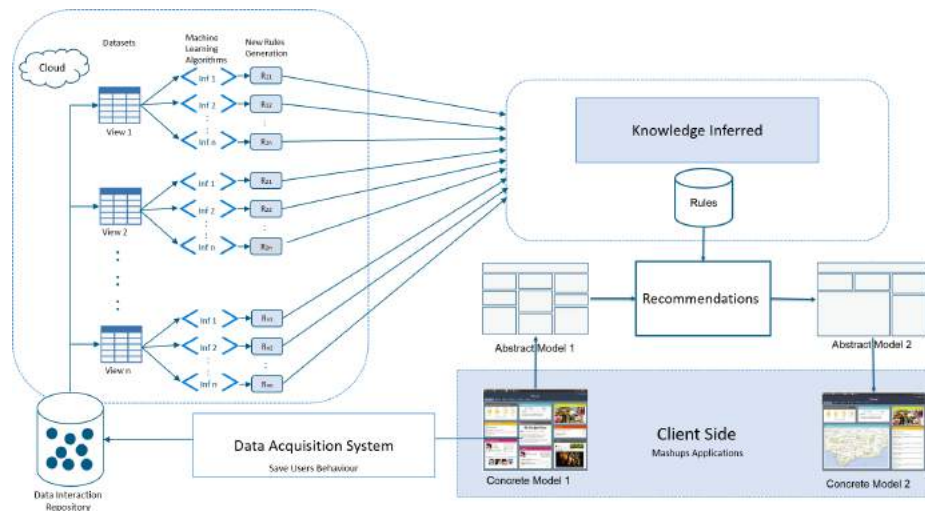 Cloud
Datasets
Machine
Learning
Algorithms
New Rules
Generation
Inf 1
Inf 2
Inf n
View 1
Inf 1
R₂₁
Inf 2
Inf n
View 2
Inf 1
Inf 2
Inf n
View n
Knowledge Inferred
Rules
Recommendations
Abstract Model 1
Abstract Model 2
Data Acquisition System
Save Users Behaviour
Client Side
Mashups Applications
Concrete Model 1
Concrete Model 2
Data Interaction
Repository